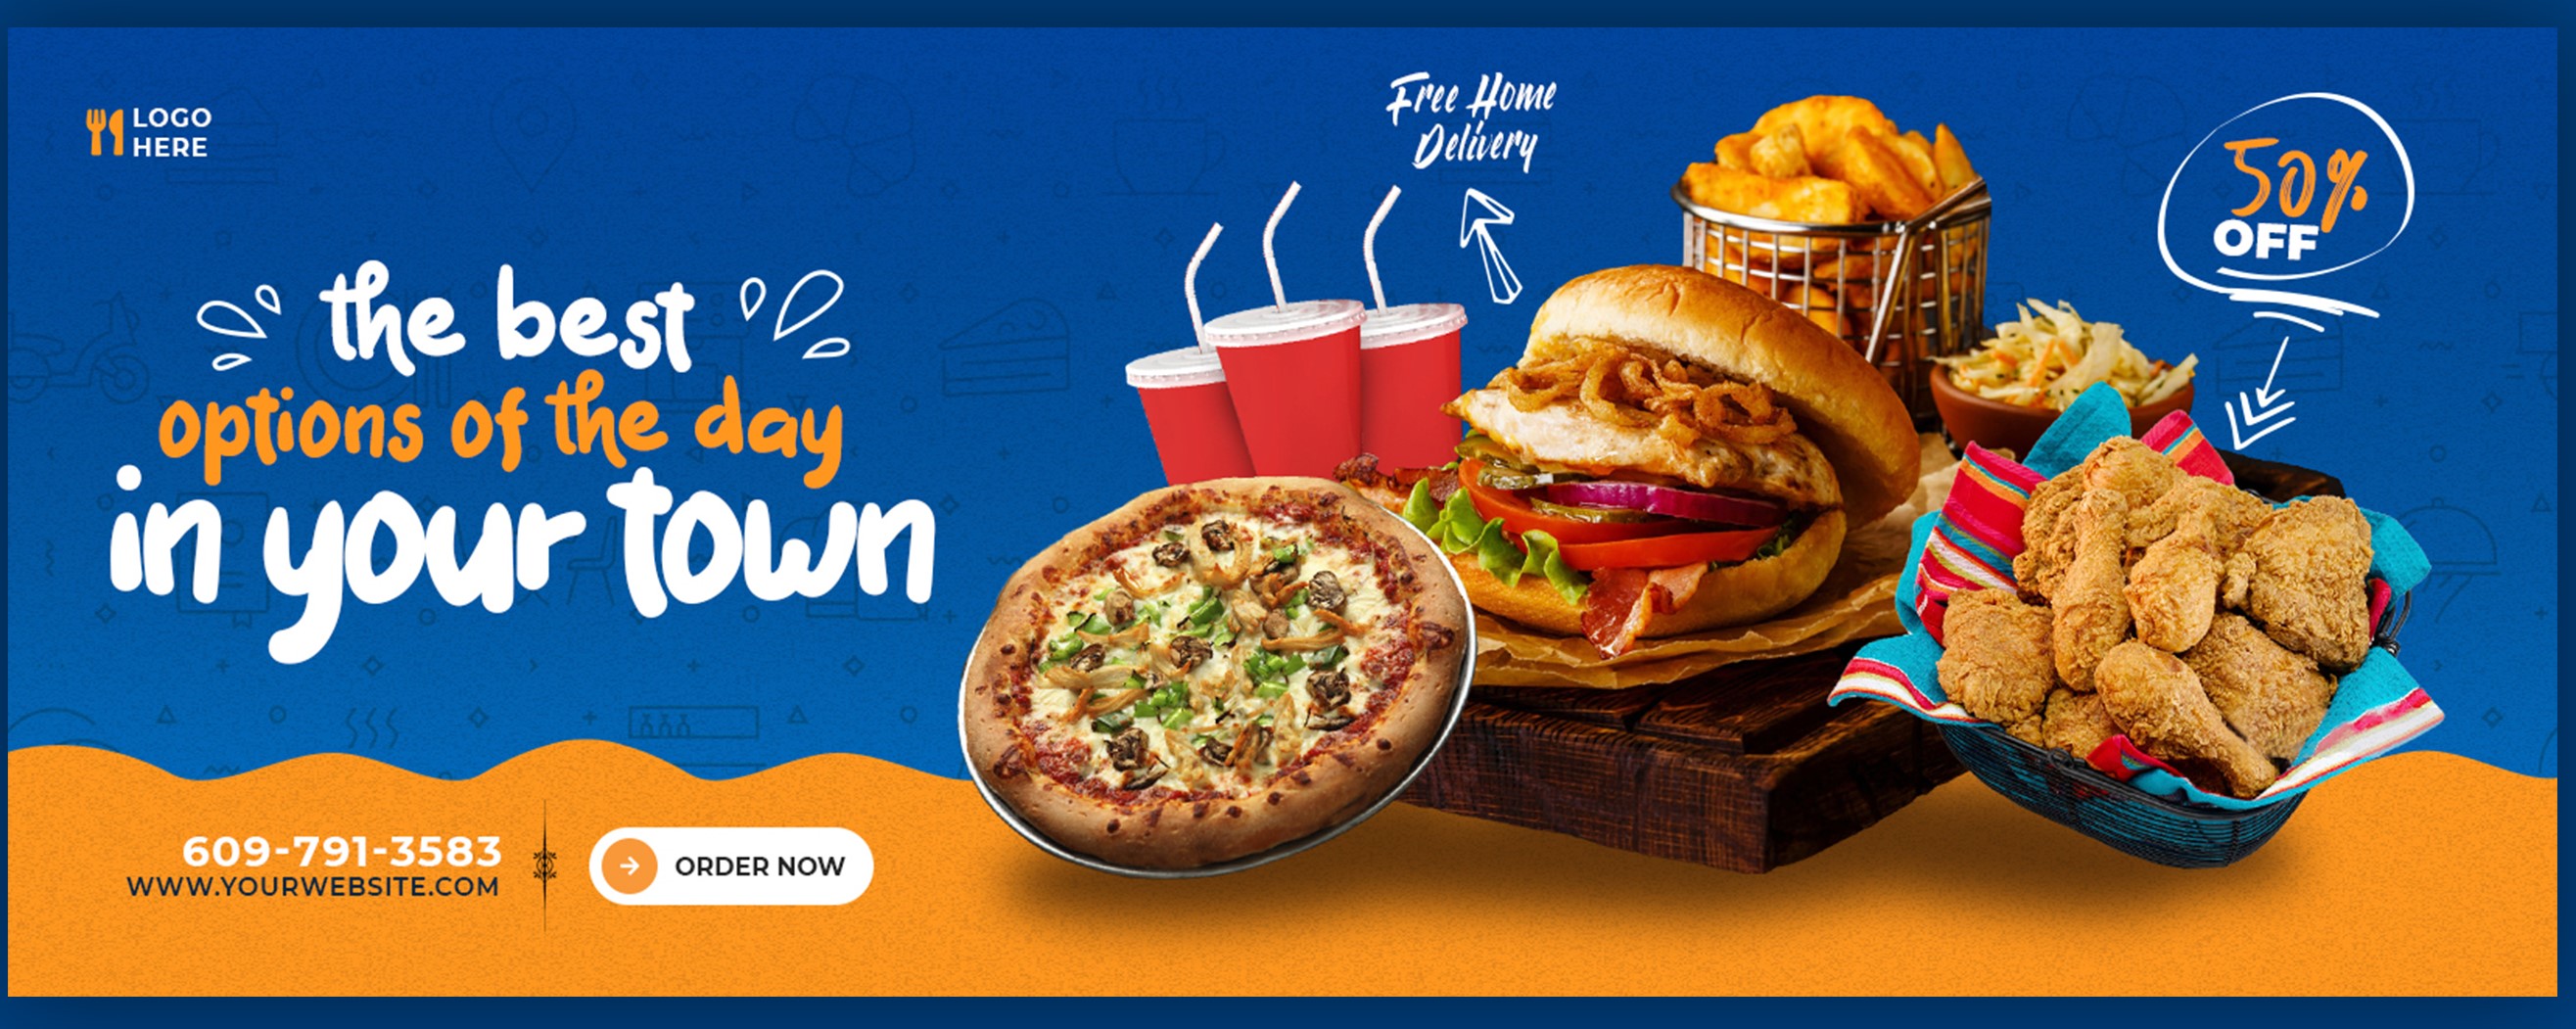 LOGO
HERE
the best
options of the day
in your town
609-791-3583
WWW.YOURWEBSITE.COM
ORDER NOW
Free Home
Delivery
50%
OFF